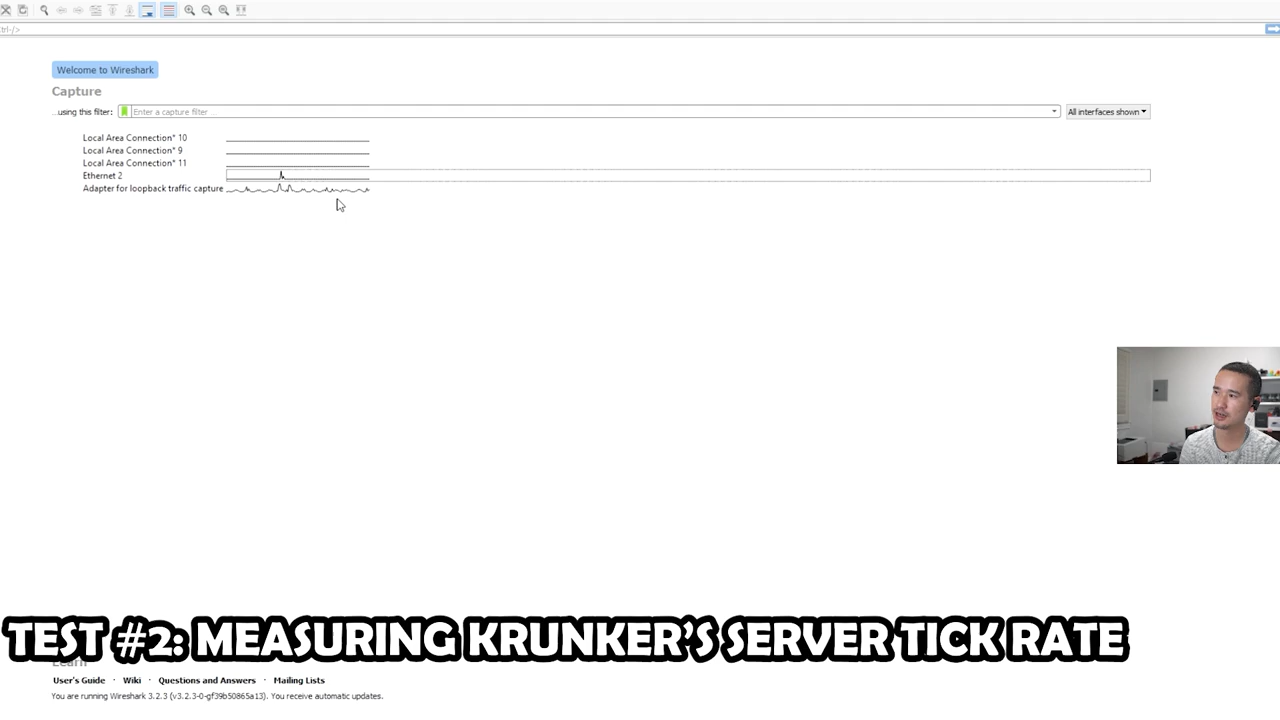 trl-/>
Welcome to Wireshark
Capture
...using this filter: Enter a capture filter ... All interfaces shown
Local Area Connection* 10
Local Area Connection* 9
Local Area Connection* 11
Ethernet 2
Adapter for loopback traffic capture
TEST #2: MEASURING KRUNKER'S SERVER TICK RATE
Learn
User's Guide · Wiki · Questions and Answers · Mailing Lists
You are running Wireshark 3.2.3 (v3.2.3-0-gf39b50865a13). You receive automatic updates.